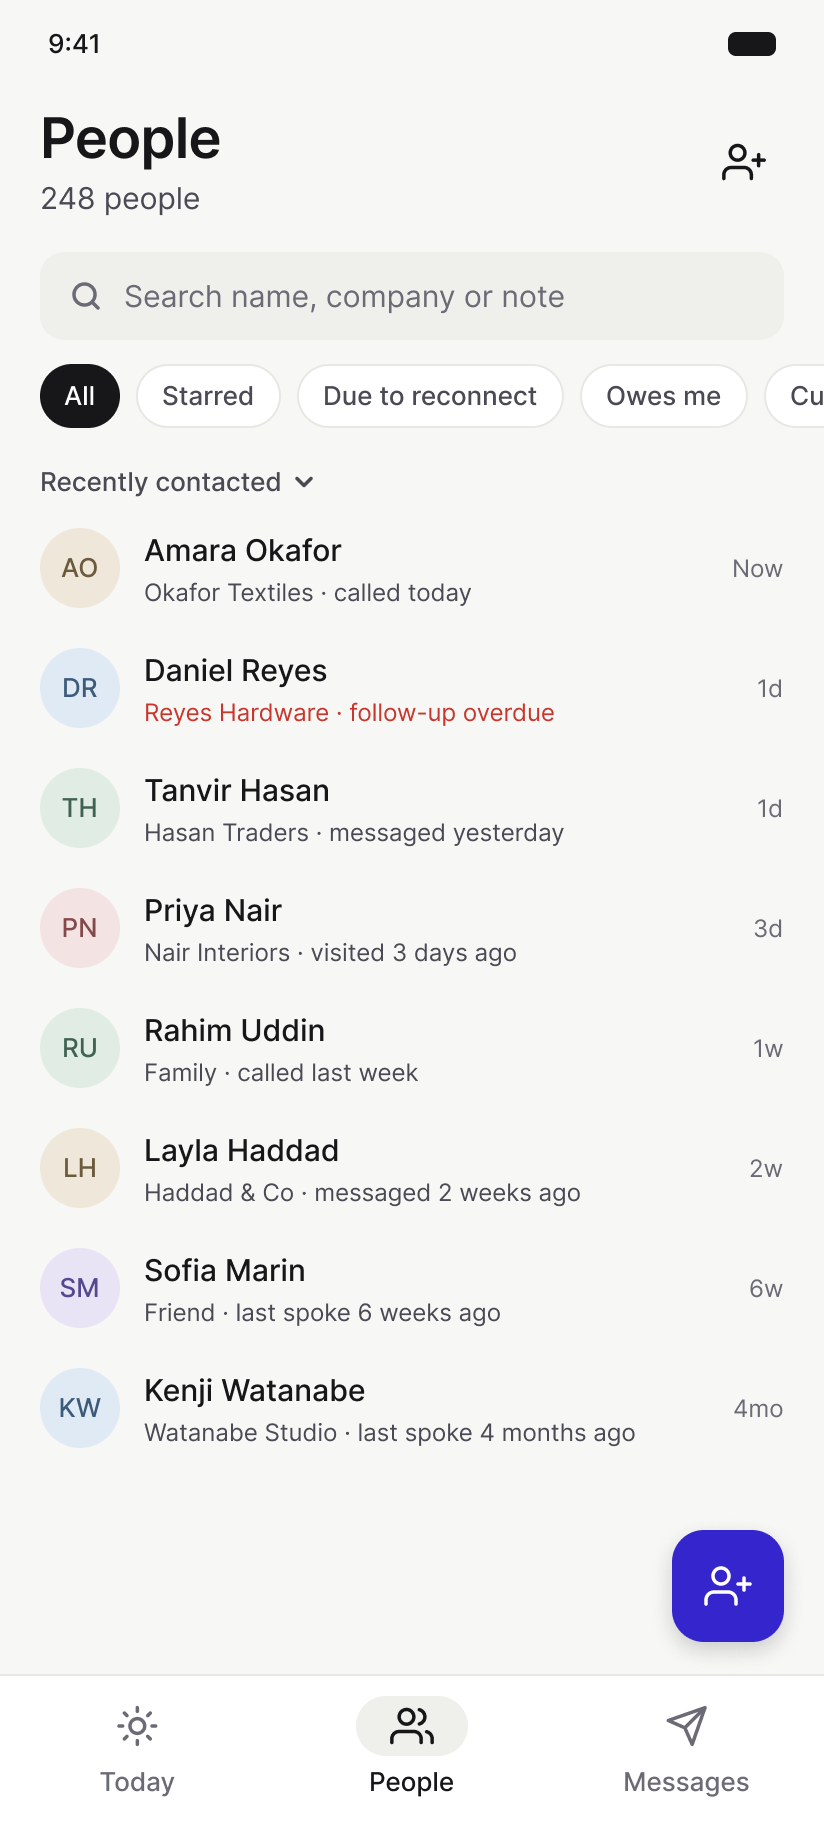 9:41
People
248 people
Search name, company or note
All Starred Due to reconnect Owes me Cu
Recently contacted
AO Amara Okafor Now
Okafor Textiles · called today
DR Daniel Reyes 1d
Reyes Hardware · follow-up overdue
TH Tanvir Hasan 1d
Hasan Traders · messaged yesterday
PN Priya Nair 3d
Nair Interiors · visited 3 days ago
RU Rahim Uddin 1w
Family · called last week
LH Layla Haddad 2w
Haddad & Co · messaged 2 weeks ago
SM Sofia Marin 6w
Friend · last spoke 6 weeks ago
KW Kenji Watanabe 4mo
Watanabe Studio · last spoke 4 months ago
Today People Messages